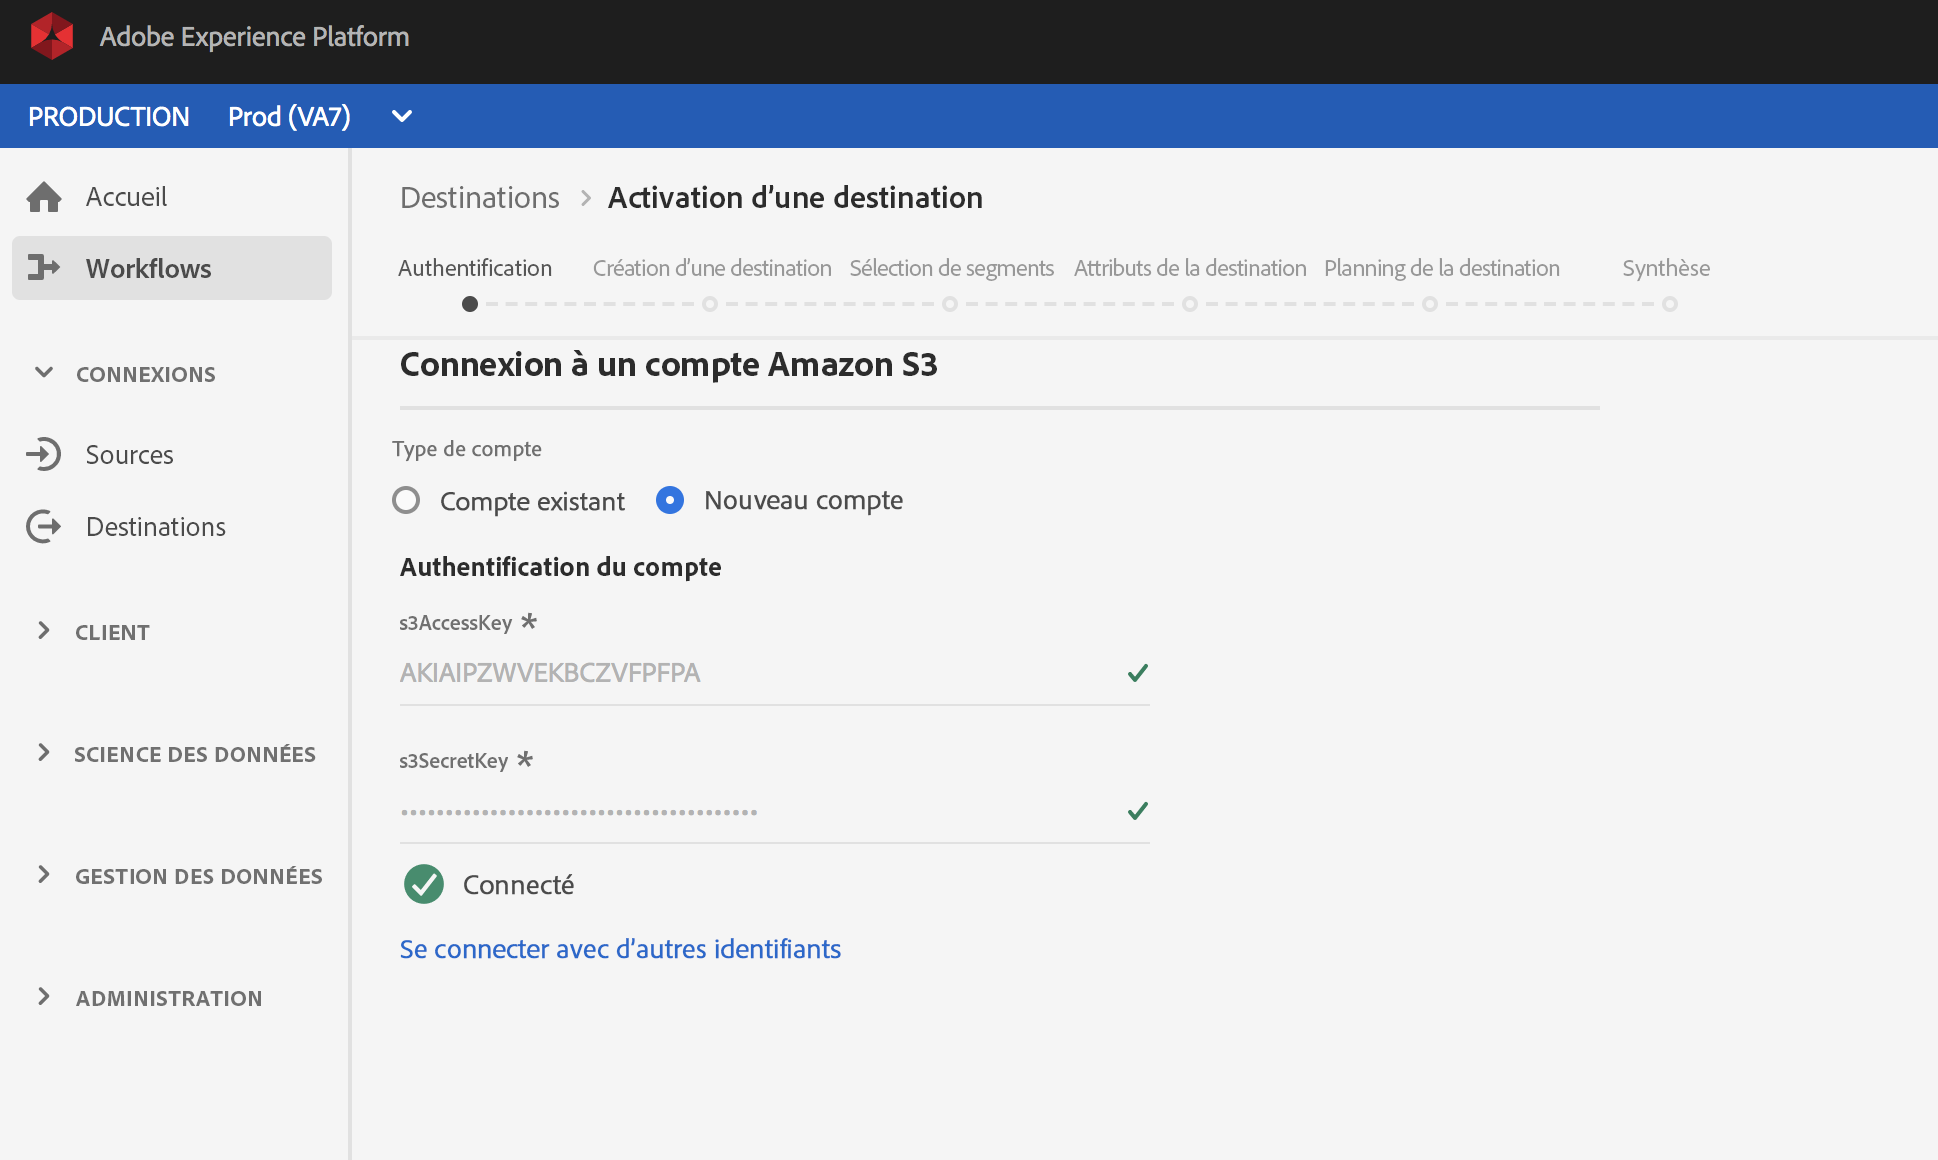 Adobe Experience Platform
PRODUCTION Prod (VA7)
Accueil
Workflows
CONNEXIONS
Sources
Destinations
CLIENT
SCIENCE DES DONNÉES
GESTION DES DONNÉES
ADMINISTRATION
Destinations > Activation d’une destination
Authentification Création d’une destination Sélection de segments Attributs de la destination Planning de la destination Synthèse
Connexion à un compte Amazon S3
Type de compte
Compte existant Nouveau compte
Authentification du compte
s3AccessKey *
AKIAIPZWVEKBCZVFPFPA
s3SecretKey *
••••••••••••••••••••••••••••••••••••••••
Connecté
Se connecter avec d’autres identifiants